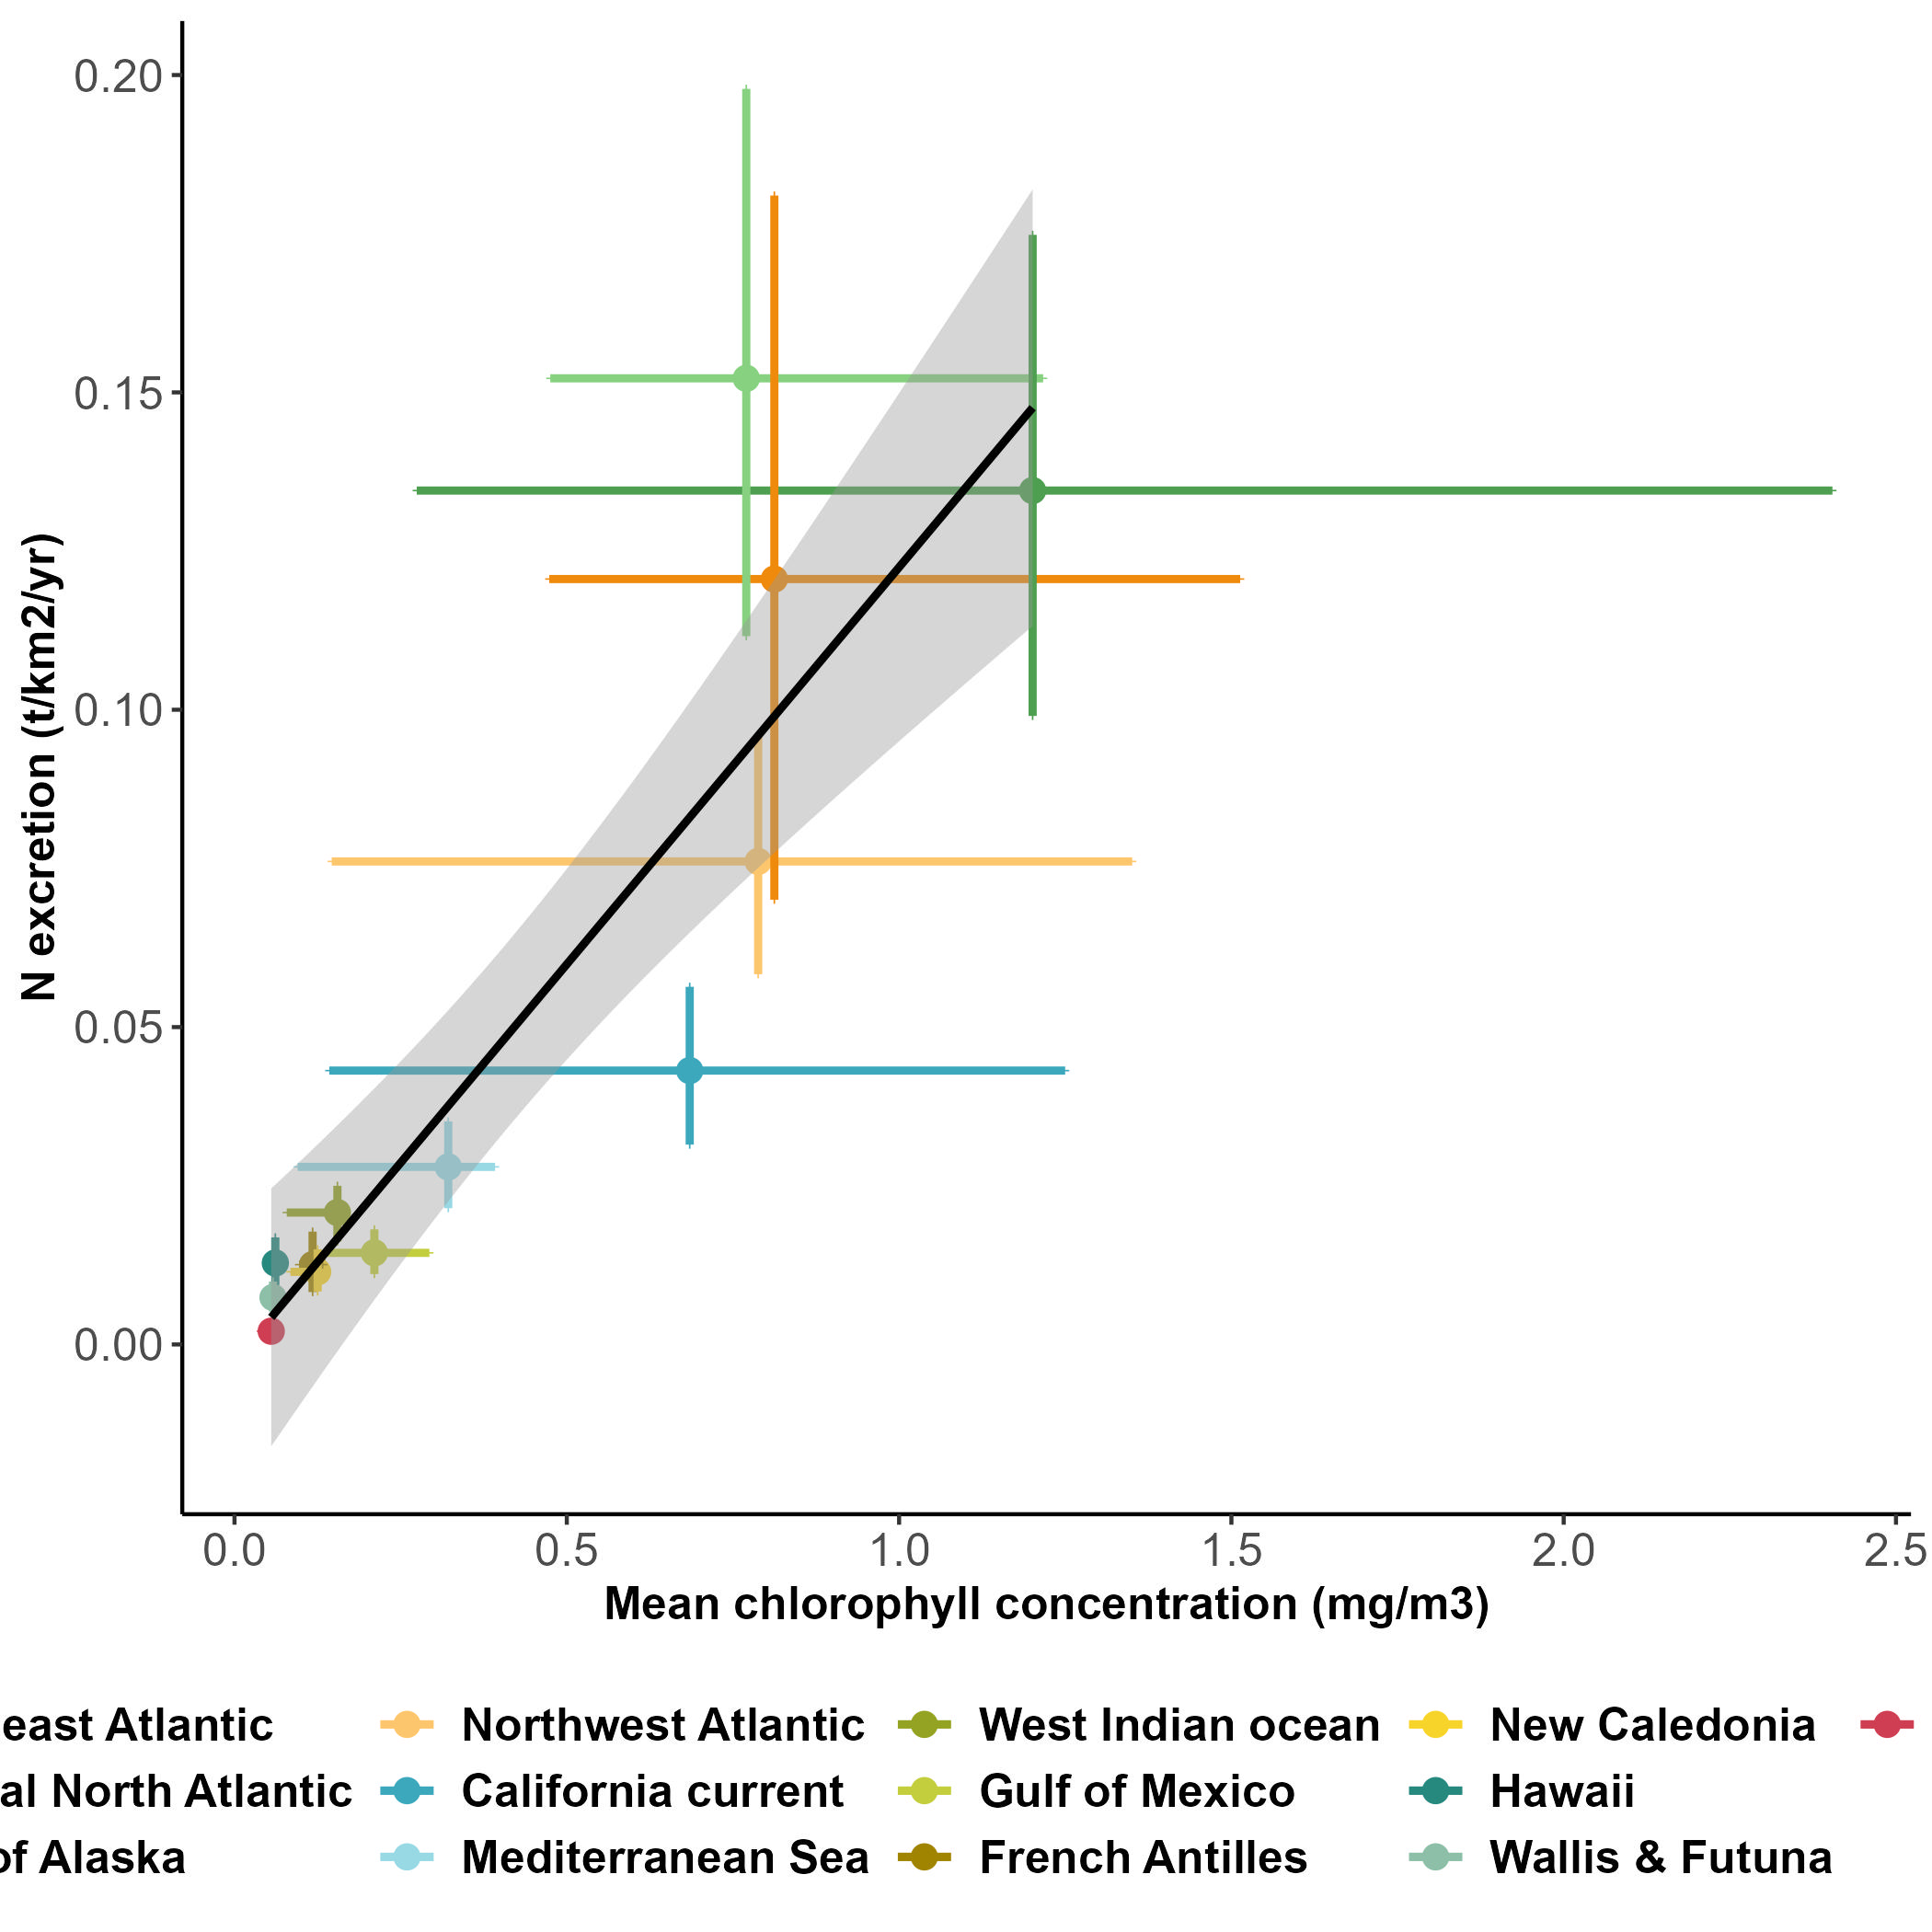 0.20
0.15
0.10
0.05
0.00
N excretion (t/km2/yr)
0.0 0.5 1.0 1.5 2.0 2.5
Mean chlorophyll concentration (mg/m3)
east Atlantic Northwest Atlantic West Indian ocean New Caledonia
al North Atlantic California current Gulf of Mexico Hawaii
of Alaska Mediterranean Sea French Antilles Wallis & Futuna